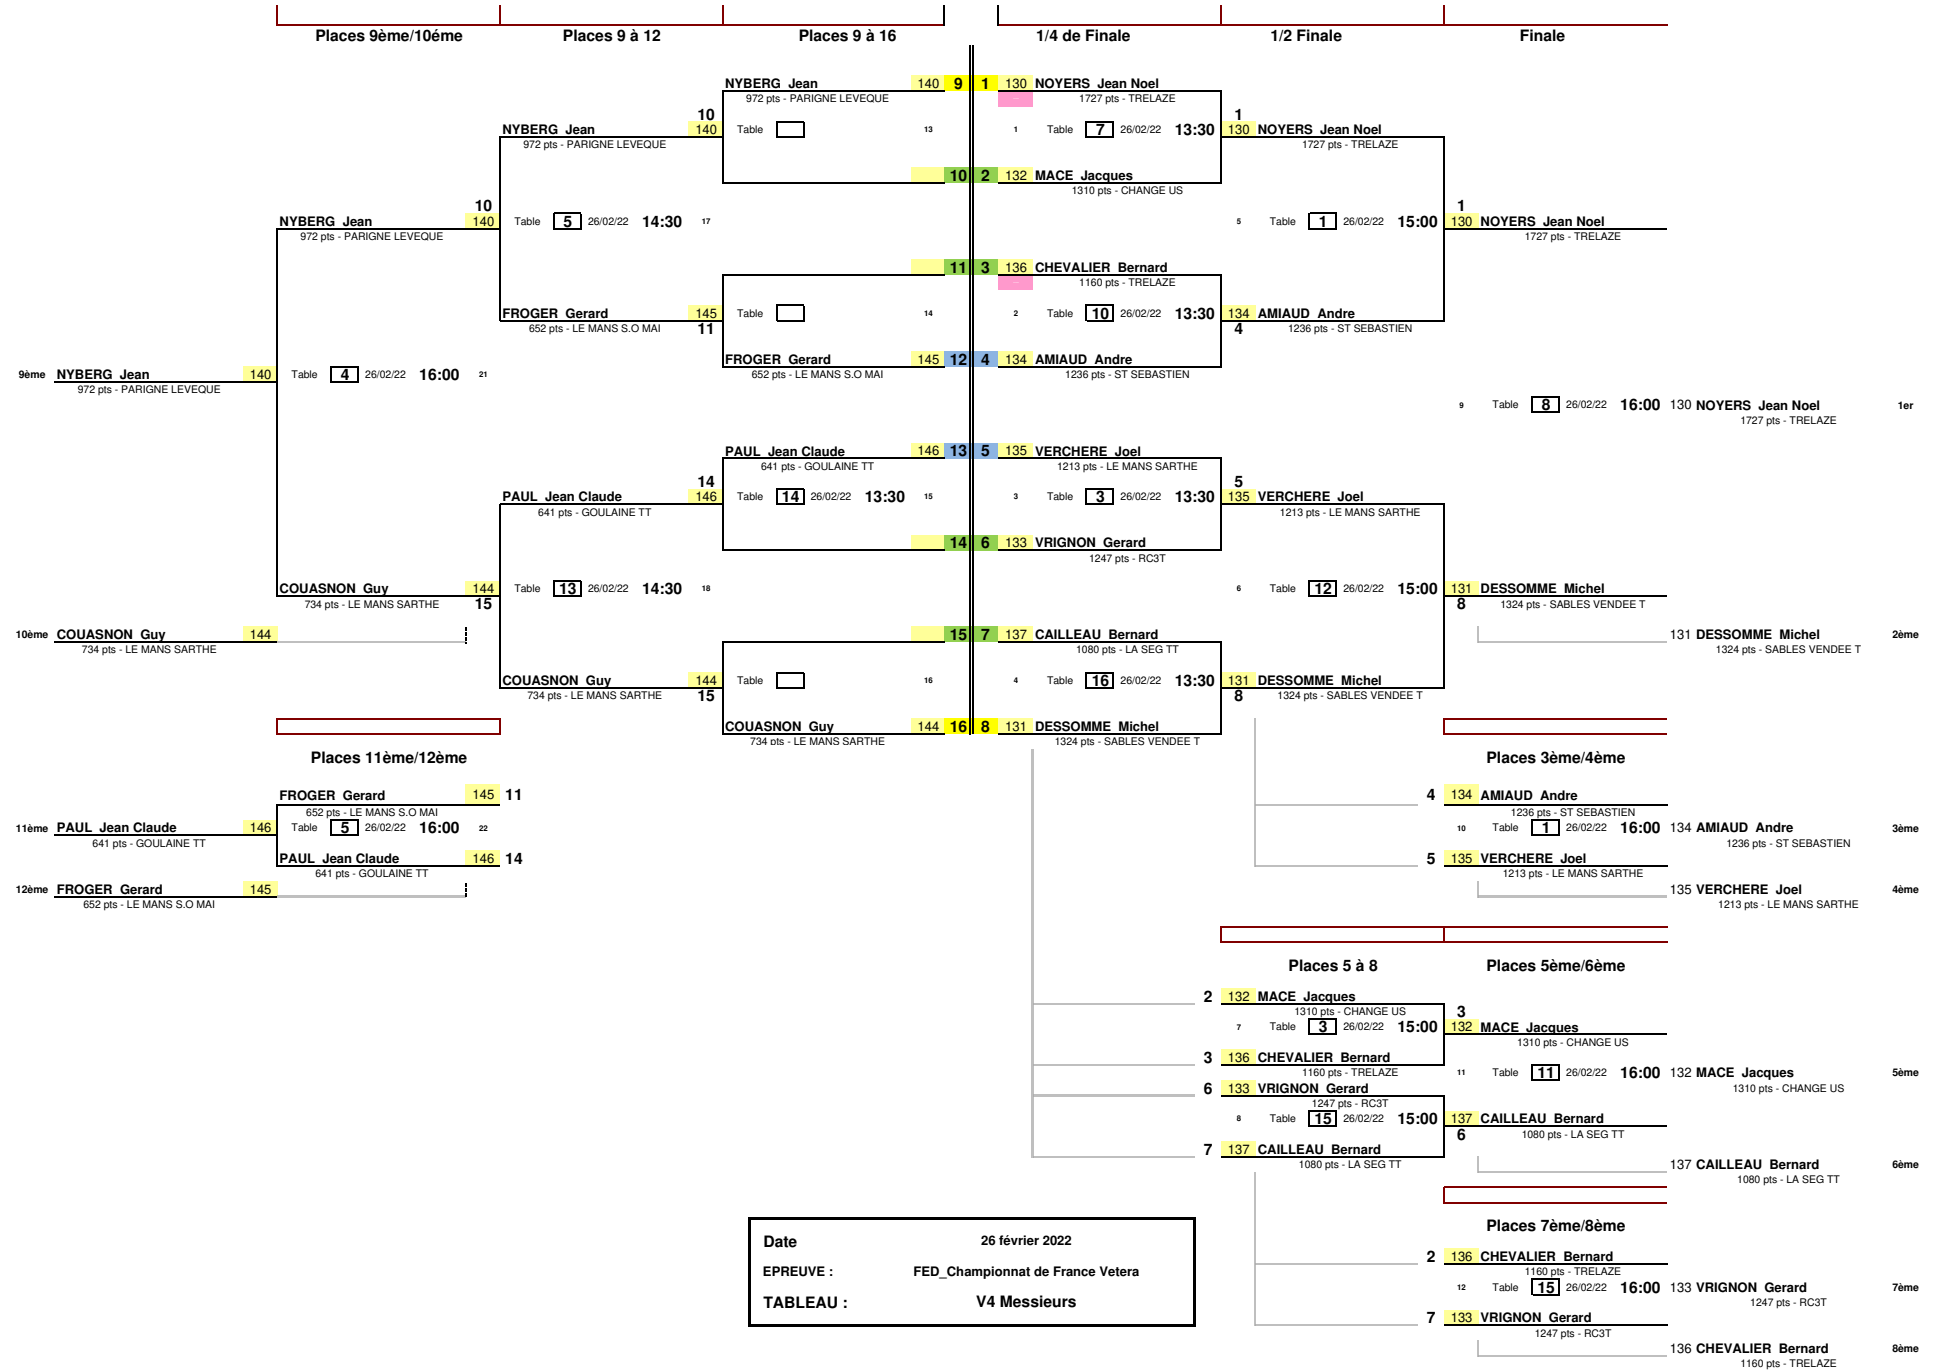 Places 9ème/10éme Places 9 à 12 Places 9 à 16 1/4 de Finale 1/2 Finale Finale
NYBERG Jean 140 9 1 130 NOYERS Jean Noel
972 pts - PARIGNE LEVEQUE 1727 pts - TRELAZE
10 1
NYBERG Jean 140 Table 13 1 Table 7 26/02/22 13:30 130 NOYERS Jean Noel
972 pts - PARIGNE LEVEQUE 1727 pts - TRELAZE
10 2 132 MACE Jacques
1310 pts - CHANGE US
10 1
NYBERG Jean 140 Table 5 26/02/22 14:30 17 5 Table 1 26/02/22 15:00 130 NOYERS Jean Noel
972 pts - PARIGNE LEVEQUE 1727 pts - TRELAZE
11 3 136 CHEVALIER Bernard
1160 pts - TRELAZE
FROGER Gerard 145 Table 14 2 Table 10 26/02/22 13:30 134 AMIAUD Andre
652 pts - LE MANS S.O MAI 11 4 1236 pts - ST SEBASTIEN
FROGER Gerard 145 12 4 134 AMIAUD Andre
652 pts - LE MANS S.O MAI 1236 pts - ST SEBASTIEN
9ème NYBERG Jean 140 Table 4 26/02/22 16:00 21
972 pts - PARIGNE LEVEQUE
9 Table 8 26/02/22 16:00 130 NOYERS Jean Noel 1er
1727 pts - TRELAZE
PAUL Jean Claude 146 13 5 135 VERCHERE Joel
641 pts - GOULAINE TT 1213 pts - LE MANS SARTHE
14 5
PAUL Jean Claude 146 Table 14 26/02/22 13:30 15 3 Table 3 26/02/22 13:30 135 VERCHERE Joel
641 pts - GOULAINE TT 1213 pts - LE MANS SARTHE
14 6 133 VRIGNON Gerard
1247 pts - RC3T
COUASNON Guy 144 Table 13 26/02/22 14:30 18 6 Table 12 26/02/22 15:00 131 DESSOMME Michel
734 pts - LE MANS SARTHE 15 8 1324 pts - SABLES VENDEE T
10ème COUASNON Guy 144 15 7 137 CAILLEAU Bernard 131 DESSOMME Michel 2ème
734 pts - LE MANS SARTHE 1080 pts - LA SEG TT 1324 pts - SABLES VENDEE T
COUASNON Guy 144 Table 16 4 Table 16 26/02/22 13:30 131 DESSOMME Michel
734 pts - LE MANS SARTHE 15 8 1324 pts - SABLES VENDEE T
COUASNON Guy 144 16 8 131 DESSOMME Michel
734 pts - LE MANS SARTHE 1324 pts - SABLES VENDEE T
Places 11ème/12ème Places 3ème/4ème
FROGER Gerard 145 11 4 134 AMIAUD Andre
652 pts - LE MANS S.O MAI 1236 pts - ST SEBASTIEN
11ème PAUL Jean Claude 146 Table 5 26/02/22 16:00 22 10 Table 1 26/02/22 16:00 134 AMIAUD Andre 3ème
641 pts - GOULAINE TT 1236 pts - ST SEBASTIEN
PAUL Jean Claude 146 14 5 135 VERCHERE Joel
641 pts - GOULAINE TT 1213 pts - LE MANS SARTHE
12ème FROGER Gerard 145 135 VERCHERE Joel 4ème
652 pts - LE MANS S.O MAI 1213 pts - LE MANS SARTHE
Places 5 à 8 Places 5ème/6ème
2 132 MACE Jacques
1310 pts - CHANGE US 3
7 Table 3 26/02/22 15:00 132 MACE Jacques
1310 pts - CHANGE US
3 136 CHEVALIER Bernard
1160 pts - TRELAZE 11 Table 11 26/02/22 16:00 132 MACE Jacques 5ème
6 133 VRIGNON Gerard 1310 pts - CHANGE US
1247 pts - RC3T
8 Table 15 26/02/22 15:00 137 CAILLEAU Bernard
6 1080 pts - LA SEG TT
7 137 CAILLEAU Bernard
1080 pts - LA SEG TT 137 CAILLEAU Bernard 6ème
1080 pts - LA SEG TT
Places 7ème/8ème
Date 26 février 2022
2 136 CHEVALIER Bernard
EPREUVE : FED_Championnat de France Vetera 1160 pts - TRELAZE
12 Table 15 26/02/22 16:00 133 VRIGNON Gerard 7ème
TABLEAU : V4 Messieurs 1247 pts - RC3T
7 133 VRIGNON Gerard
1247 pts - RC3T
136 CHEVALIER Bernard 8ème
1160 pts - TRELAZE